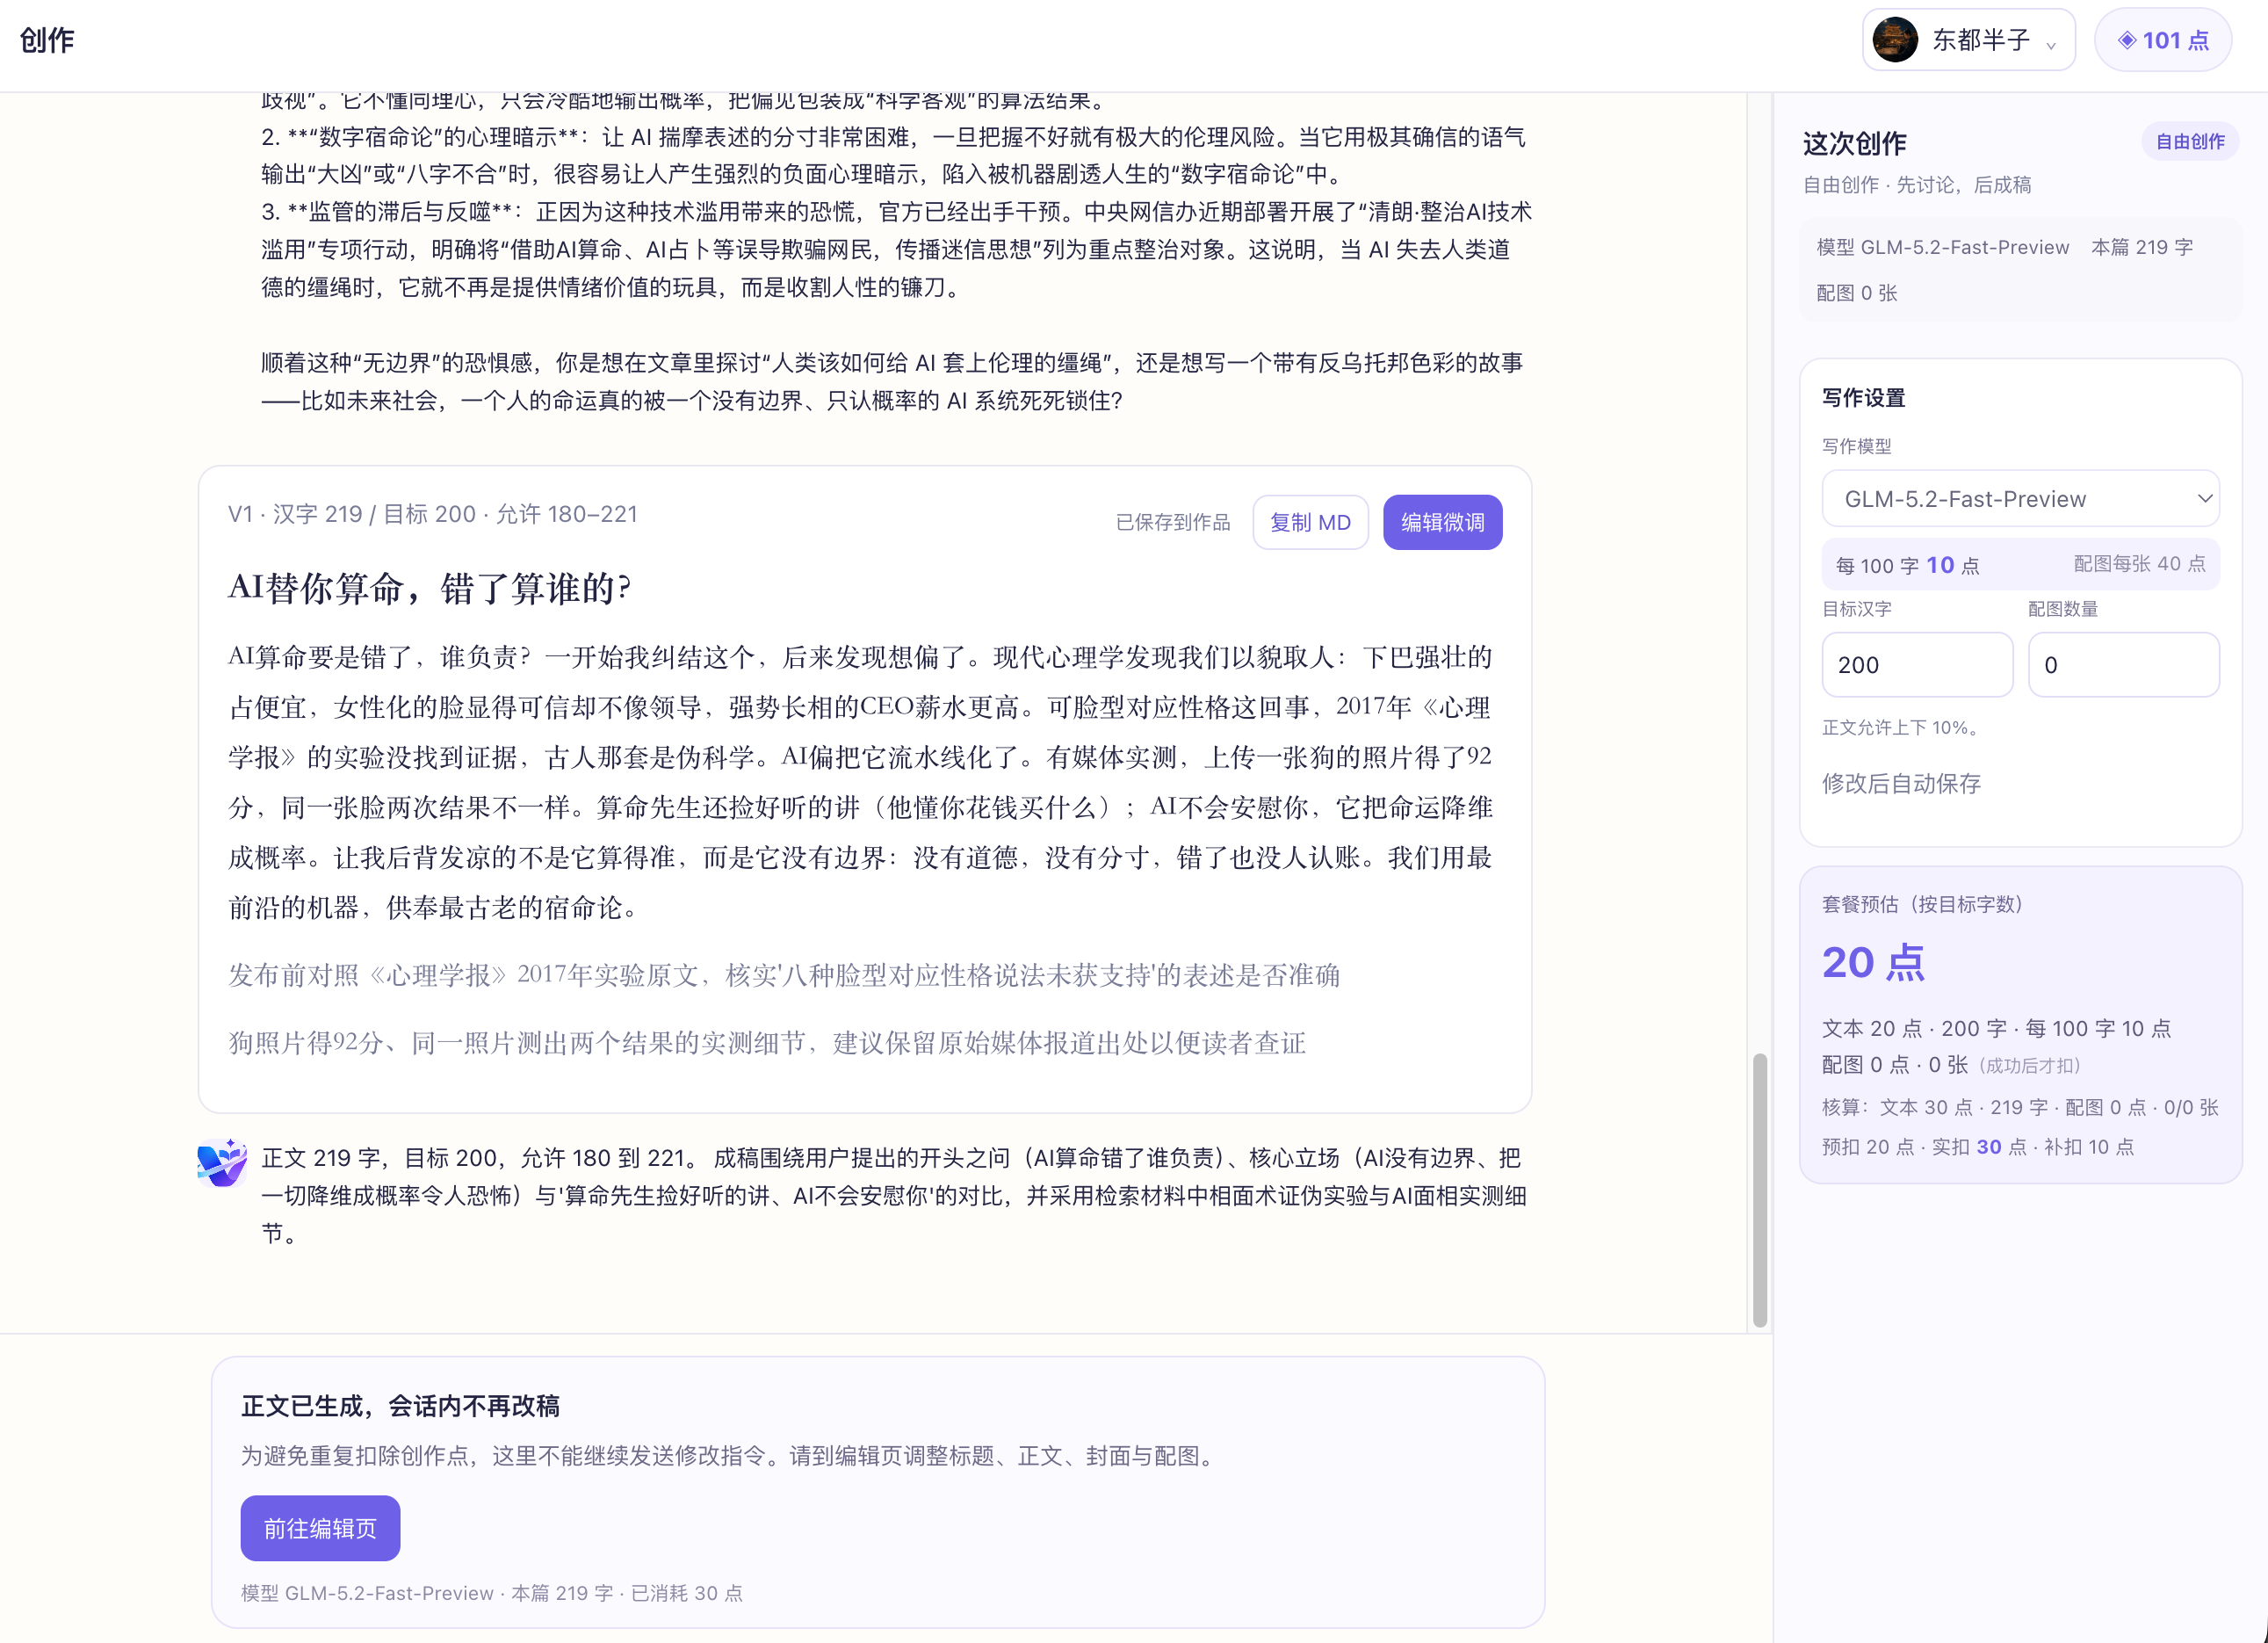 创作
东都半子
101 点
歧视”。它不懂同理心，只会冷酷地输出概率，把偏见包装成“科学客观”的算法结果。
2. **“数字宿命论”的心理暗示**：让 AI 揣摩表述的分寸非常困难，一旦把握不好就有极大的伦理风险。当它用极其确信的语气
输出“大凶”或“八字不合”时，很容易让人产生强烈的负面心理暗示，陷入被机器剧透人生的“数字宿命论”中。
3. **监管的滞后与反噬**：正因为这种技术滥用带来的恐慌，官方已经出手干预。中央网信办近期部署开展了“清朗·整治AI技术
滥用”专项行动，明确将“借助AI算命、AI占卜等误导欺骗网民，传播迷信思想”列为重点整治对象。这说明，当 AI 失去人类道
德的缰绳时，它就不再是提供情绪价值的玩具，而是收割人性的镰刀。
顺着这种“无边界”的恐惧感，你是想在文章里探讨“人类该如何给 AI 套上伦理的缰绳”，还是想写一个带有反乌托邦色彩的故事
——比如未来社会，一个人的命运真的被一个没有边界、只认概率的 AI 系统死死锁住？
V1 · 汉字 219 / 目标 200 · 允许 180–221
已保存到作品
复制 MD
编辑微调
AI替你算命，错了算谁的？
AI算命要是错了，谁负责？一开始我纠结这个，后来发现想偏了。现代心理学发现我们以貌取人：下巴强壮的
占便宜，女性化的脸显得可信却不像领导，强势长相的CEO薪水更高。可脸型对应性格这回事，2017年《心理
学报》的实验没找到证据，古人那套是伪科学。AI偏把它流水线化了。有媒体实测，上传一张狗的照片得了92
分，同一张脸两次结果不一样。算命先生还捡好听的讲（他懂你花钱买什么）；AI不会安慰你，它把命运降维
成概率。让我后背发凉的不是它算得准，而是它没有边界：没有道德，没有分寸，错了也没人认账。我们用最
前沿的机器，供奉最古老的宿命论。
发布前对照《心理学报》2017年实验原文，核实'八种脸型对应性格说法未获支持'的表述是否准确
狗照片得92分、同一照片测出两个结果的实测细节，建议保留原始媒体报道出处以便读者查证
正文 219 字，目标 200，允许 180 到 221。 成稿围绕用户提出的开头之问（AI算命错了谁负责）、核心立场（AI没有边界、把
一切降维成概率令人恐怖）与'算命先生捡好听的讲、AI不会安慰你'的对比，并采用检索材料中相面术证伪实验与AI面相实测细
节。
正文已生成，会话内不再改稿
为避免重复扣除创作点，这里不能继续发送修改指令。请到编辑页调整标题、正文、封面与配图。
前往编辑页
模型 GLM-5.2-Fast-Preview · 本篇 219 字 · 已消耗 30 点
这次创作
自由创作
自由创作 · 先讨论，后成稿
模型 GLM-5.2-Fast-Preview 本篇 219 字
配图 0 张
写作设置
写作模型
GLM-5.2-Fast-Preview
每 100 字 10 点
配图每张 40 点
目标汉字
配图数量
200
0
正文允许上下 10%。
修改后自动保存
套餐预估（按目标字数）
20 点
文本 20 点 · 200 字 · 每 100 字 10 点
配图 0 点 · 0 张（成功后才扣）
核算：文本 30 点 · 219 字 · 配图 0 点 · 0/0 张
预扣 20 点 · 实扣 30 点 · 补扣 10 点